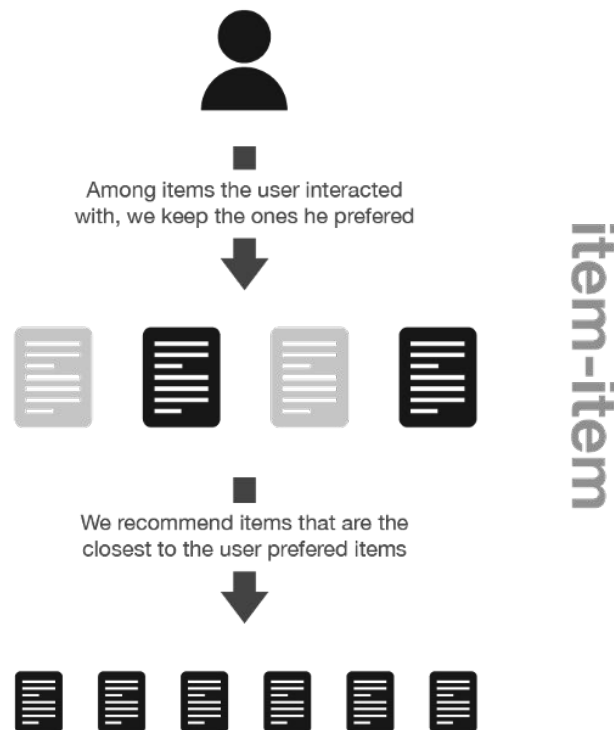 Among items the user interacted
with, we keep the ones he prefered
item-item
We recommend items that are the
closest to the user prefered items